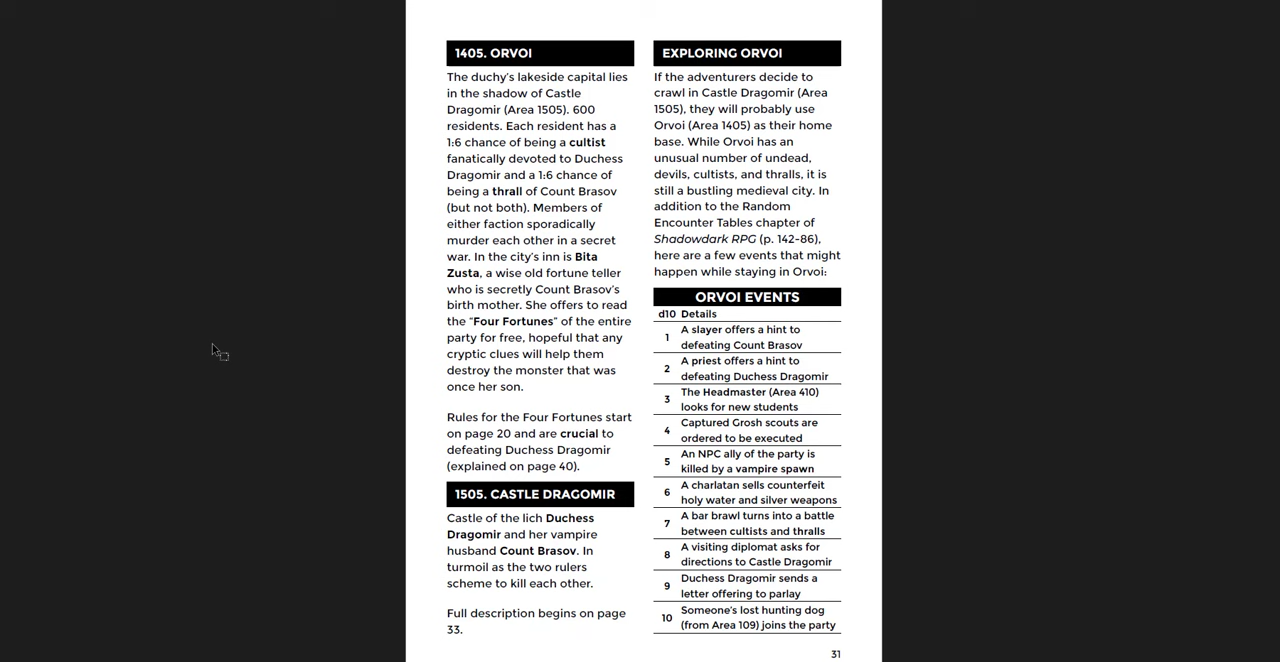 1405. ORVOI
The duchy's lakeside capital lies
in the shadow of Castle
Dragomir (Area 1505). 600
residents. Each resident has a
1:6 chance of being a cultist
fanatically devoted to Duchess
Dragomir and a 1:6 chance of
being a thrall of Count Brasov
(but not both). Members of
either faction sporadically
murder each other in a secret
war. In the city's inn is Bita
Zusta, a wise old fortune teller
who is secretly Count Brasov's
birth mother. She offers to read
the "Four Fortunes" of the entire
party for free, hopeful that any
cryptic clues will help them
destroy the monster that was
once her son.
Rules for the Four Fortunes start
on page 20 and are crucial to
defeating Duchess Dragomir
(explained on page 40).
1505. CASTLE DRAGOMIR
Castle of the lich Duchess
Dragomir and her vampire
husband Count Brasov. In
turmoil as the two rulers
scheme to kill each other.
Full description begins on page
33.
EXPLORING ORVOI
If the adventurers decide to
crawl in Castle Dragomir (Area
1505), they will probably use
Orvoi (Area 1405) as their home
base. While Orvoi has an
unusual number of undead,
devils, cultists, and thralls, it is
still a bustling medieval city. In
addition to the Random
Encounter Tables chapter of
Shadowdark RPG (p. 142-86),
here are a few events that might
happen while staying in Orvoi:
ORVOI EVENTS
d10 Details
1 A slayer offers a hint to
defeating Count Brasov
2 A priest offers a hint to
defeating Duchess Dragomir
3 The Headmaster (Area 410)
looks for new students
4 Captured Grosh scouts are
ordered to be executed
5 An NPC ally of the party is
killed by a vampire spawn
6 A charlatan sells counterfeit
holy water and silver weapons
7 A bar brawl turns into a battle
between cultists and thralls
8 A visiting diplomat asks for
directions to Castle Dragomir
9 Duchess Dragomir sends a
letter offering to parlay
10 Someone's lost hunting dog
(from Area 109) joins the party
31